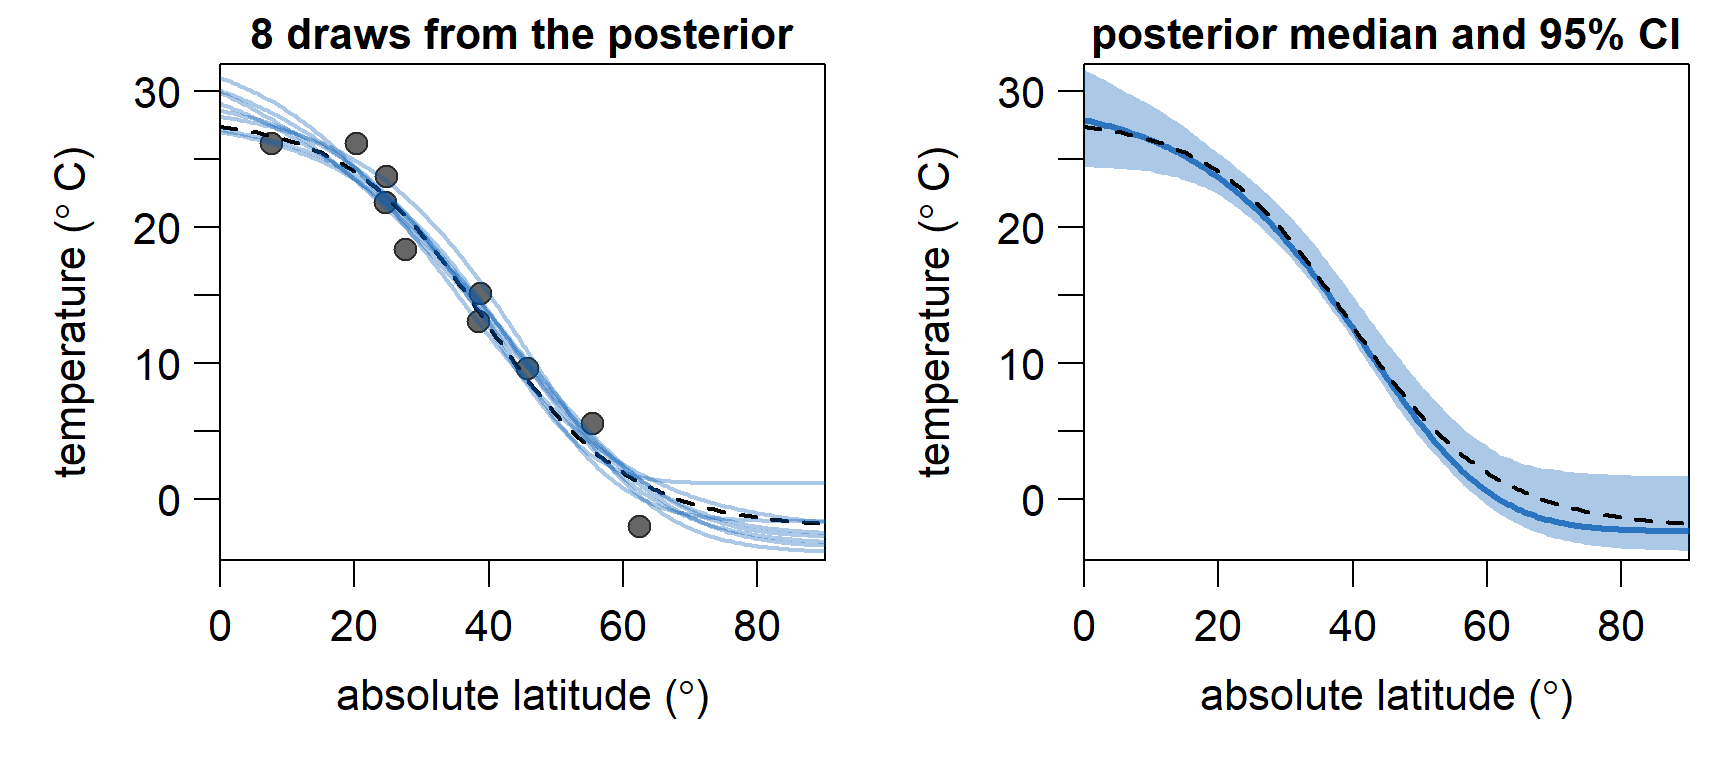 8 draws from the posterior
30
20
10
0
temperature (° C)
0 20 40 60 80
absolute latitude (°)
posterior median and 95% CI
30
20
10
0
temperature (° C)
0 20 40 60 80
absolute latitude (°)